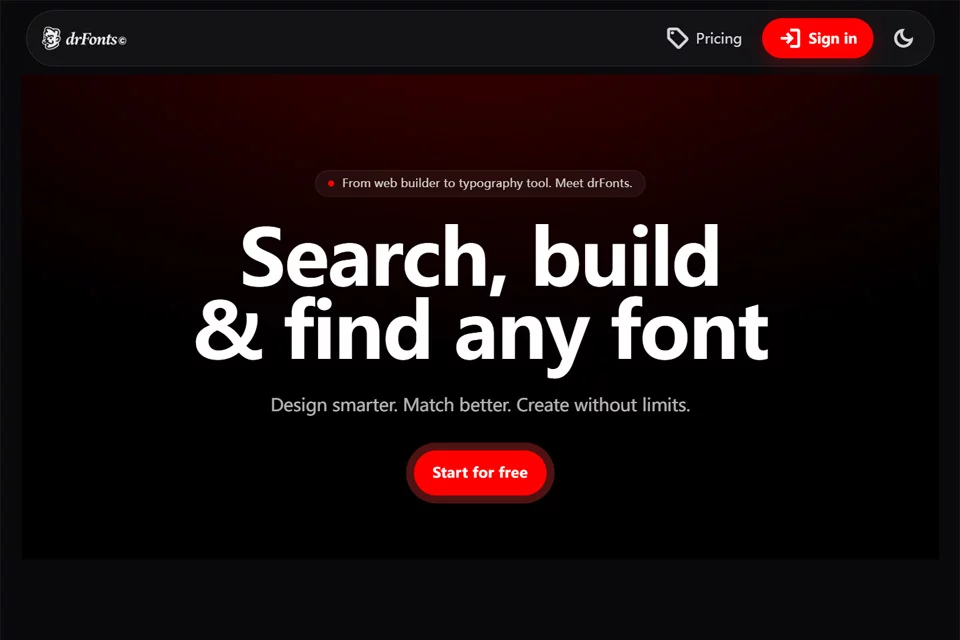 drFonts©
Pricing
Sign in
From web builder to typography tool. Meet drFonts.
Search, build
& find any font
Design smarter. Match better. Create without limits.
Start for free